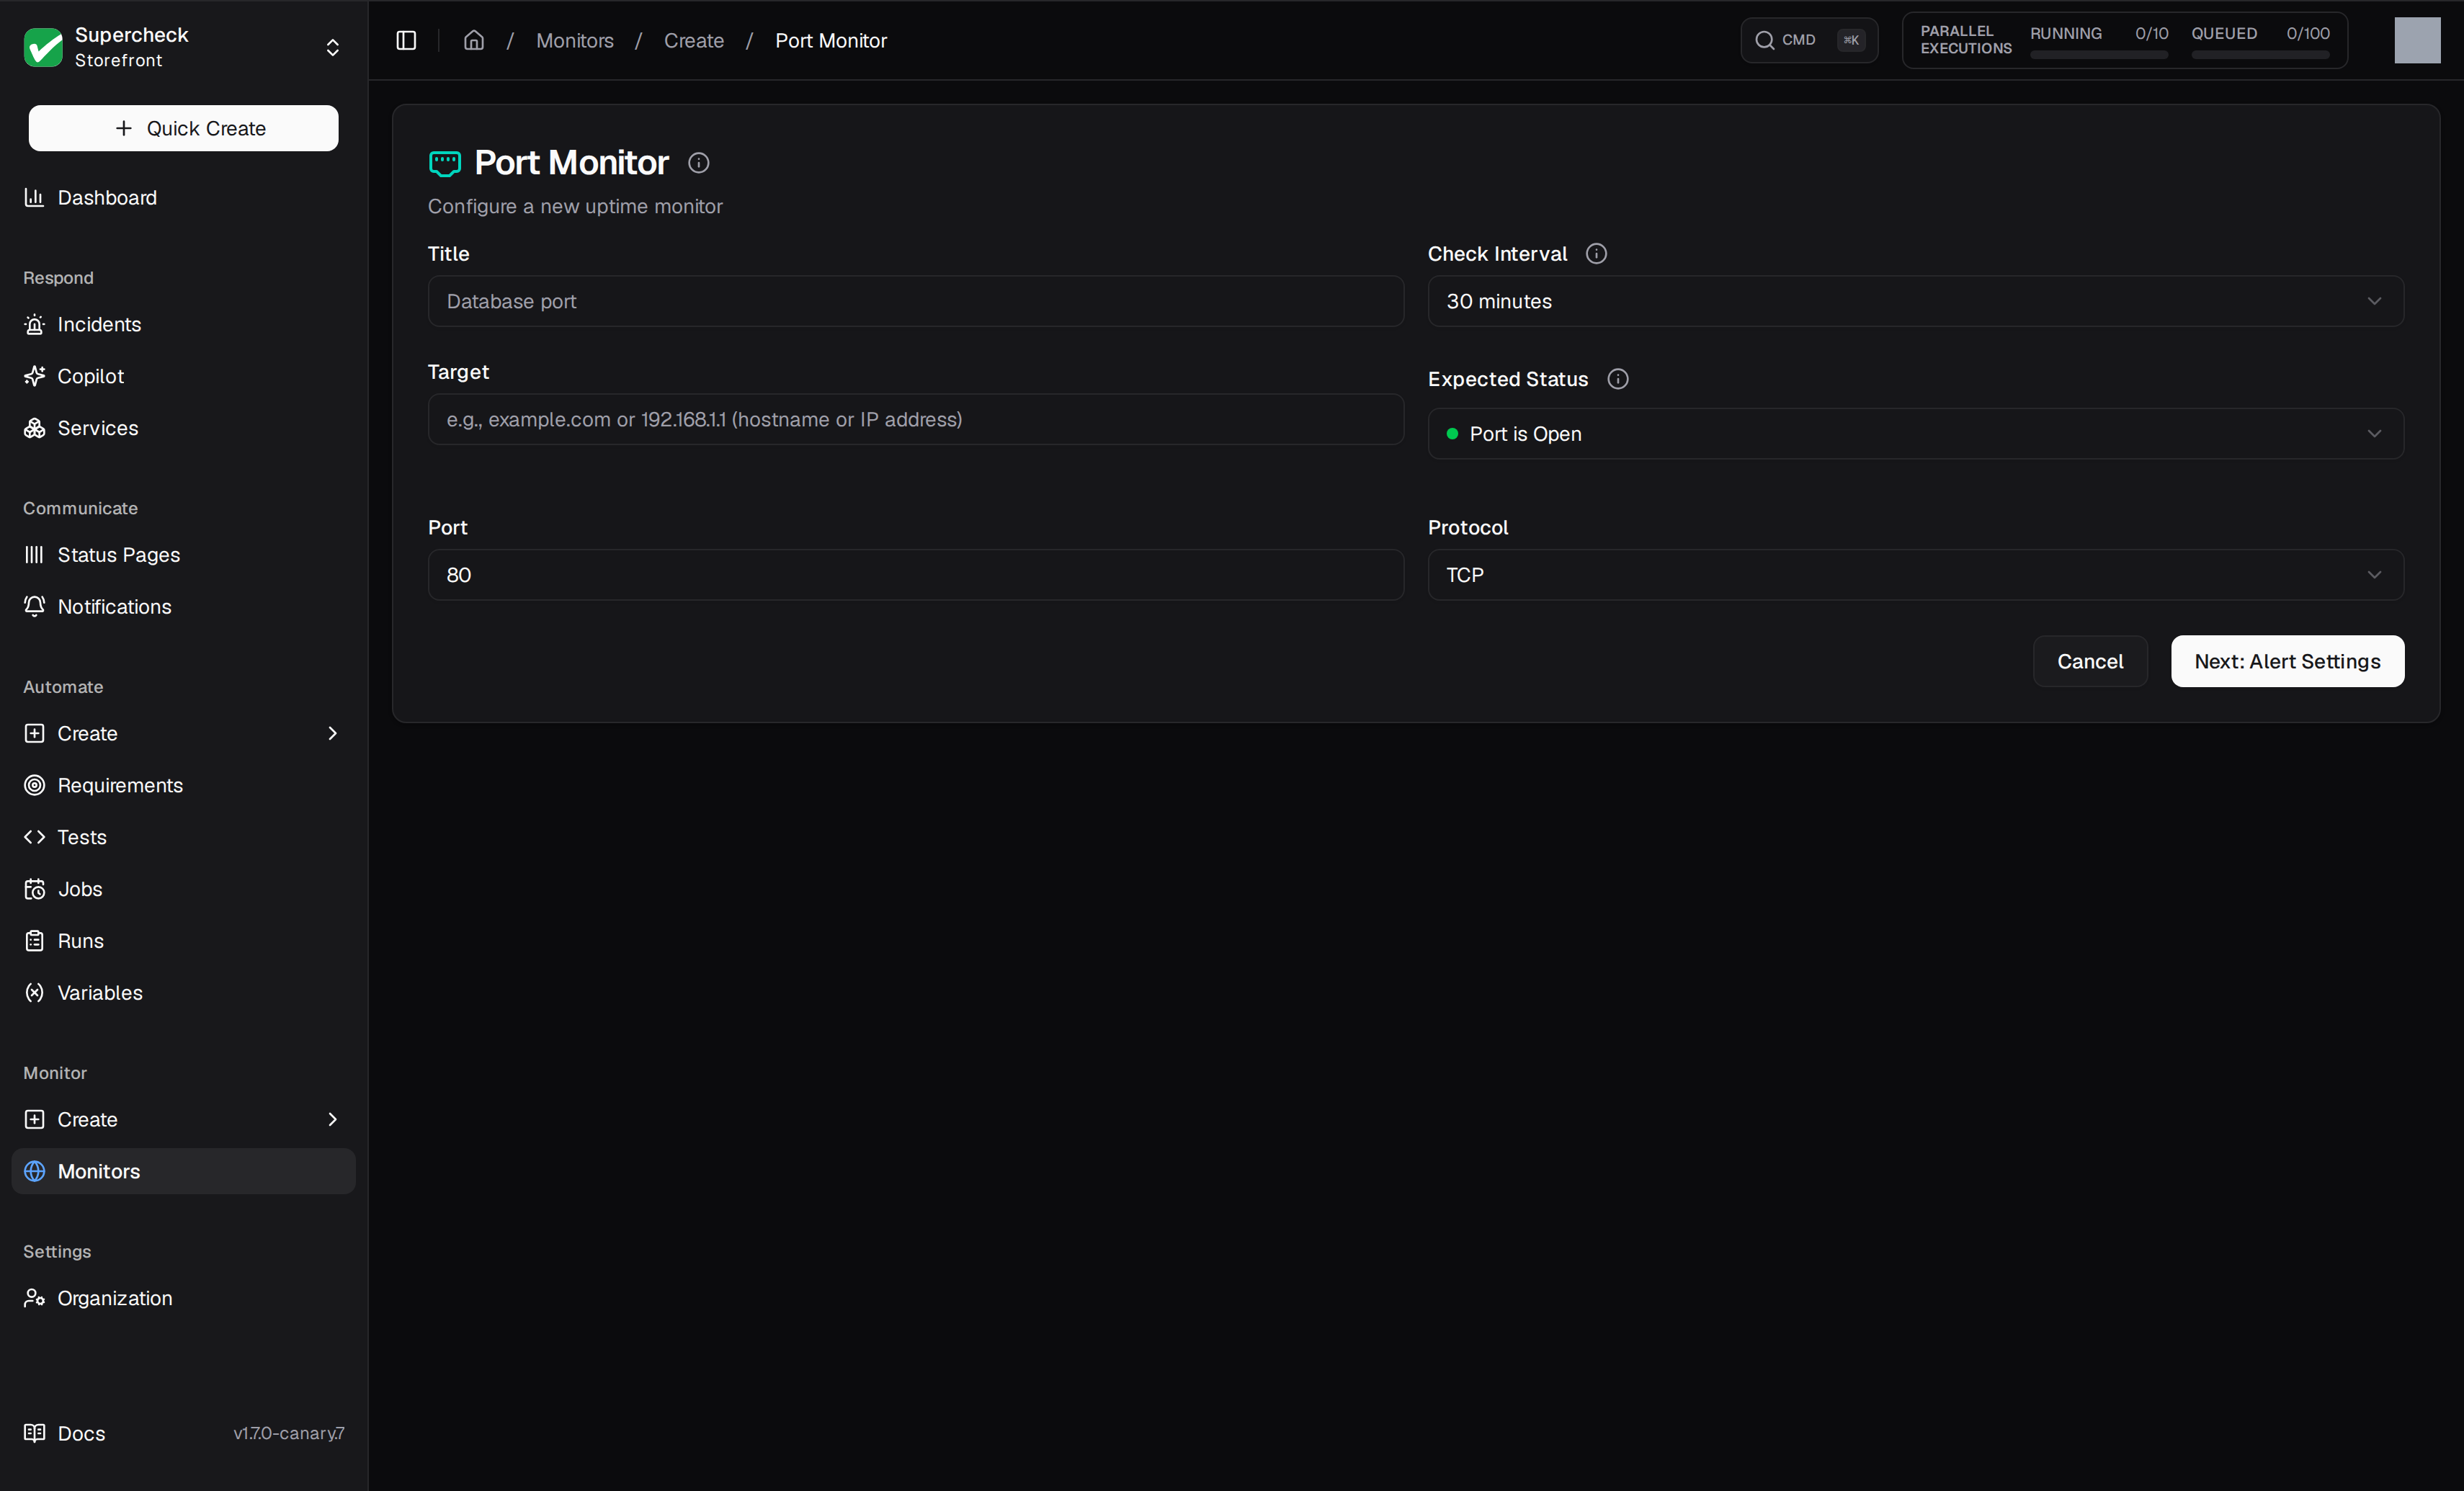 Supercheck
Storefront
Quick Create
Dashboard
Respond
Incidents
Copilot
Services
Communicate
Status Pages
Notifications
Automate
Create
Requirements
Tests
Jobs
Runs
Variables
Monitor
Create
Monitors
Settings
Organization
Docs v1.7.0-canary.7
/ Monitors / Create / Port Monitor
CMD ⌘K
PARALLEL EXECUTIONS
RUNNING 0/10
QUEUED 0/100
Port Monitor
Configure a new uptime monitor
Title
Database port
Check Interval
30 minutes
Target
e.g., example.com or 192.168.1.1 (hostname or IP address)
Expected Status
Port is Open
Port
80
Protocol
TCP
Cancel
Next: Alert Settings